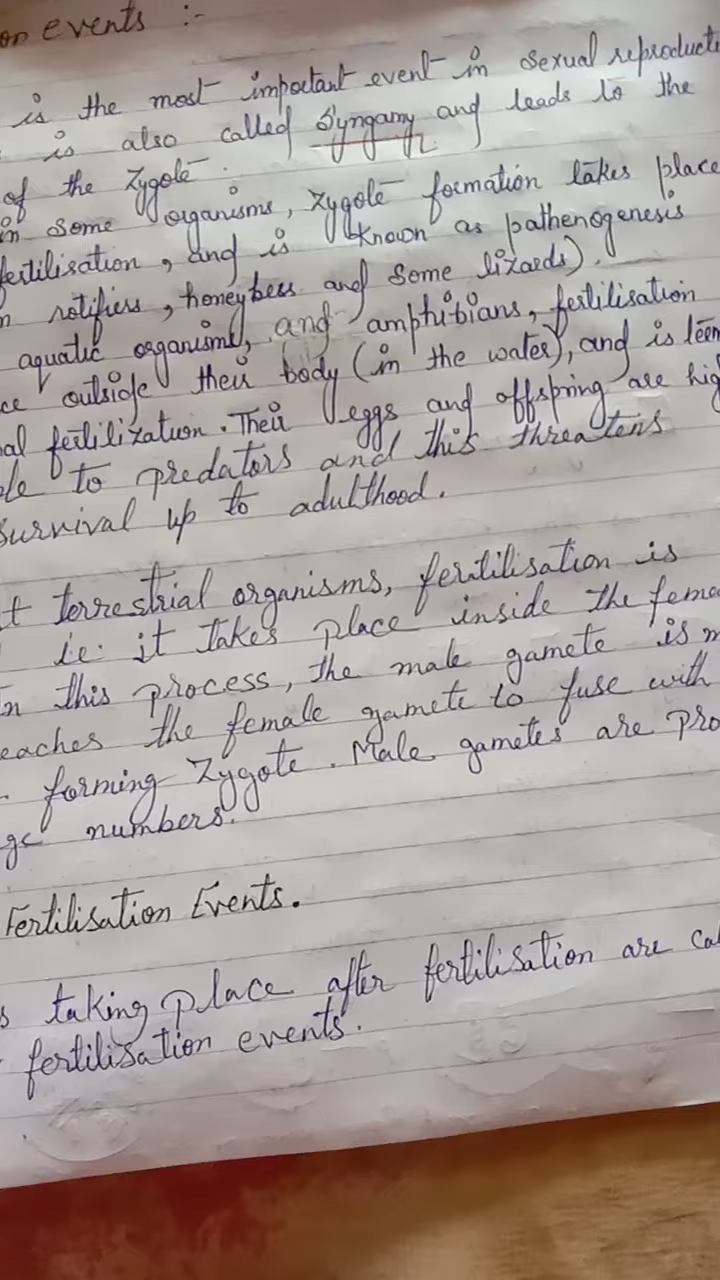 on events :-
is the most important event in sexual reproducti
is also called Syngamy and leads to the
of the Zygote.
in some organisms, Zygote formation takes place
fertilisation, and is known as pathenogenesis
n rotifiers, honeybees and some lizards).
aquatic organisms, and amphibians, fertilisation
ce outside their body (in the water), and is teem
al fertilization. Their eggs and offspring are hig
le to predators and this threatens
survival up to adulthood.
t terrestrial organisms, fertilisation is
i.e. it takes place inside the fema
n this process, the male gamete is m
eaches the female gamete to fuse with
forming Zygote. Male gametes are pro
ge numbers.
Fertilisation Events.
s taking place after fertilisation are cal
fertilisation events.